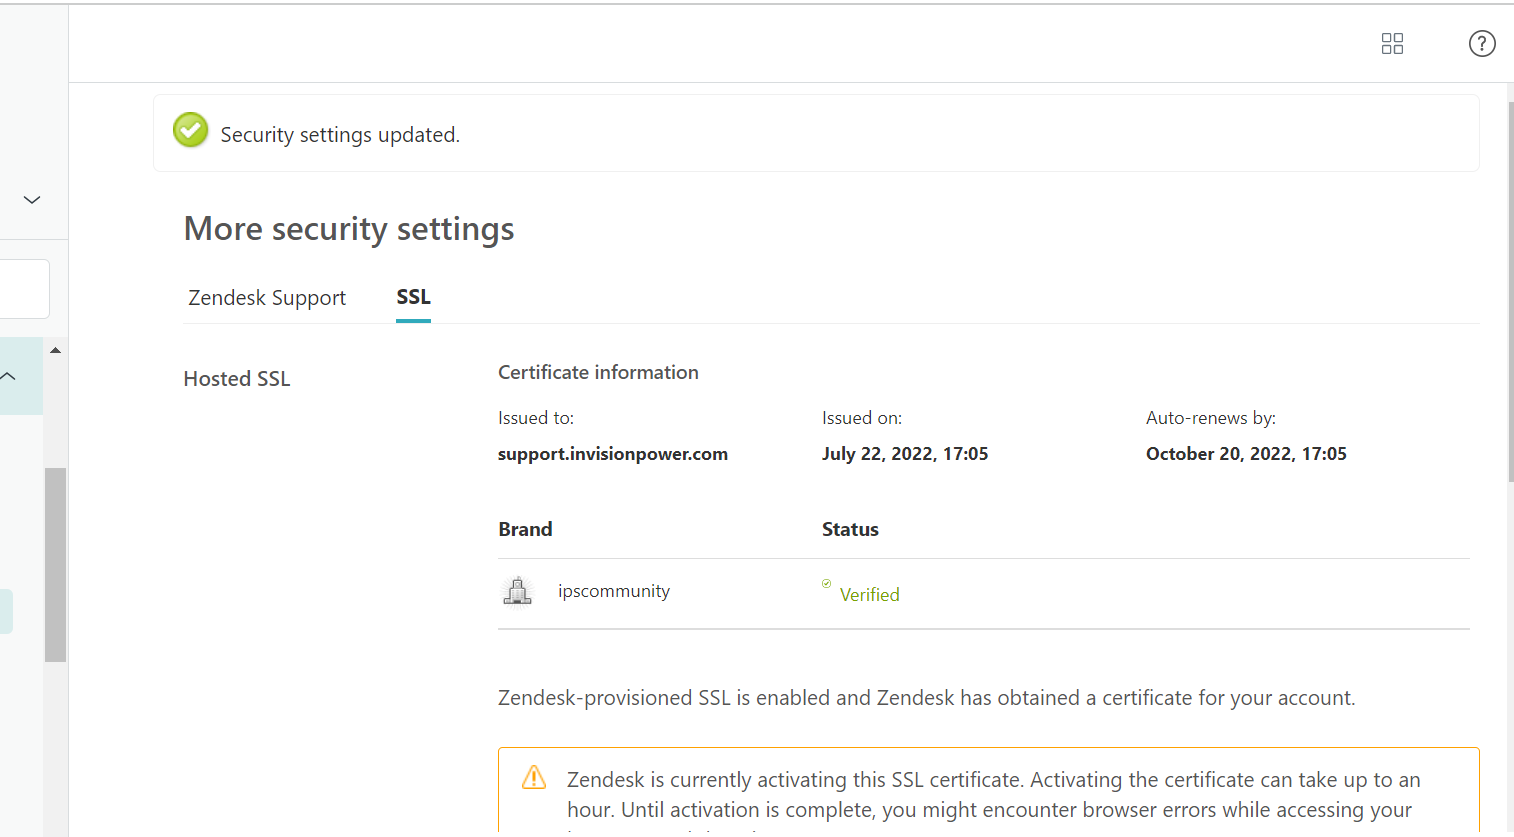 ?
Security settings updated.
More security settings
Zendesk Support SSL
Hosted SSL
Certificate information
Issued to: Issued on: Auto-renews by:
support.invisionpower.com July 22, 2022, 17:05 October 20, 2022, 17:05
Brand Status
ipscommunity Verified
Zendesk-provisioned SSL is enabled and Zendesk has obtained a certificate for your account.
Zendesk is currently activating this SSL certificate. Activating the certificate can take up to an
hour. Until activation is complete, you might encounter browser errors while accessing your